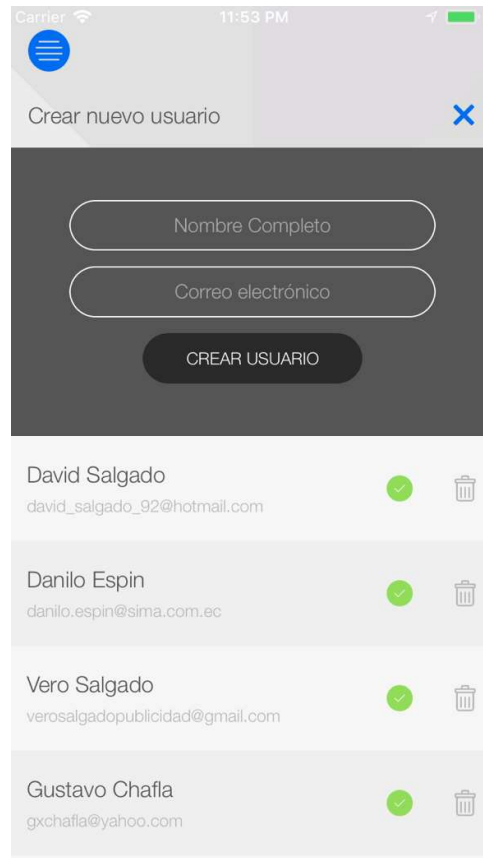 Carrier 11:53 PM
Crear nuevo usuario
Nombre Completo
Correo electrónico
CREAR USUARIO
David Salgado
david_salgado_92@hotmail.com
Danilo Espin
danilo.espin@sima.com.ec
Vero Salgado
verosalgadopublicidad@gmail.com
Gustavo Chafla
gxchafla@yahoo.com